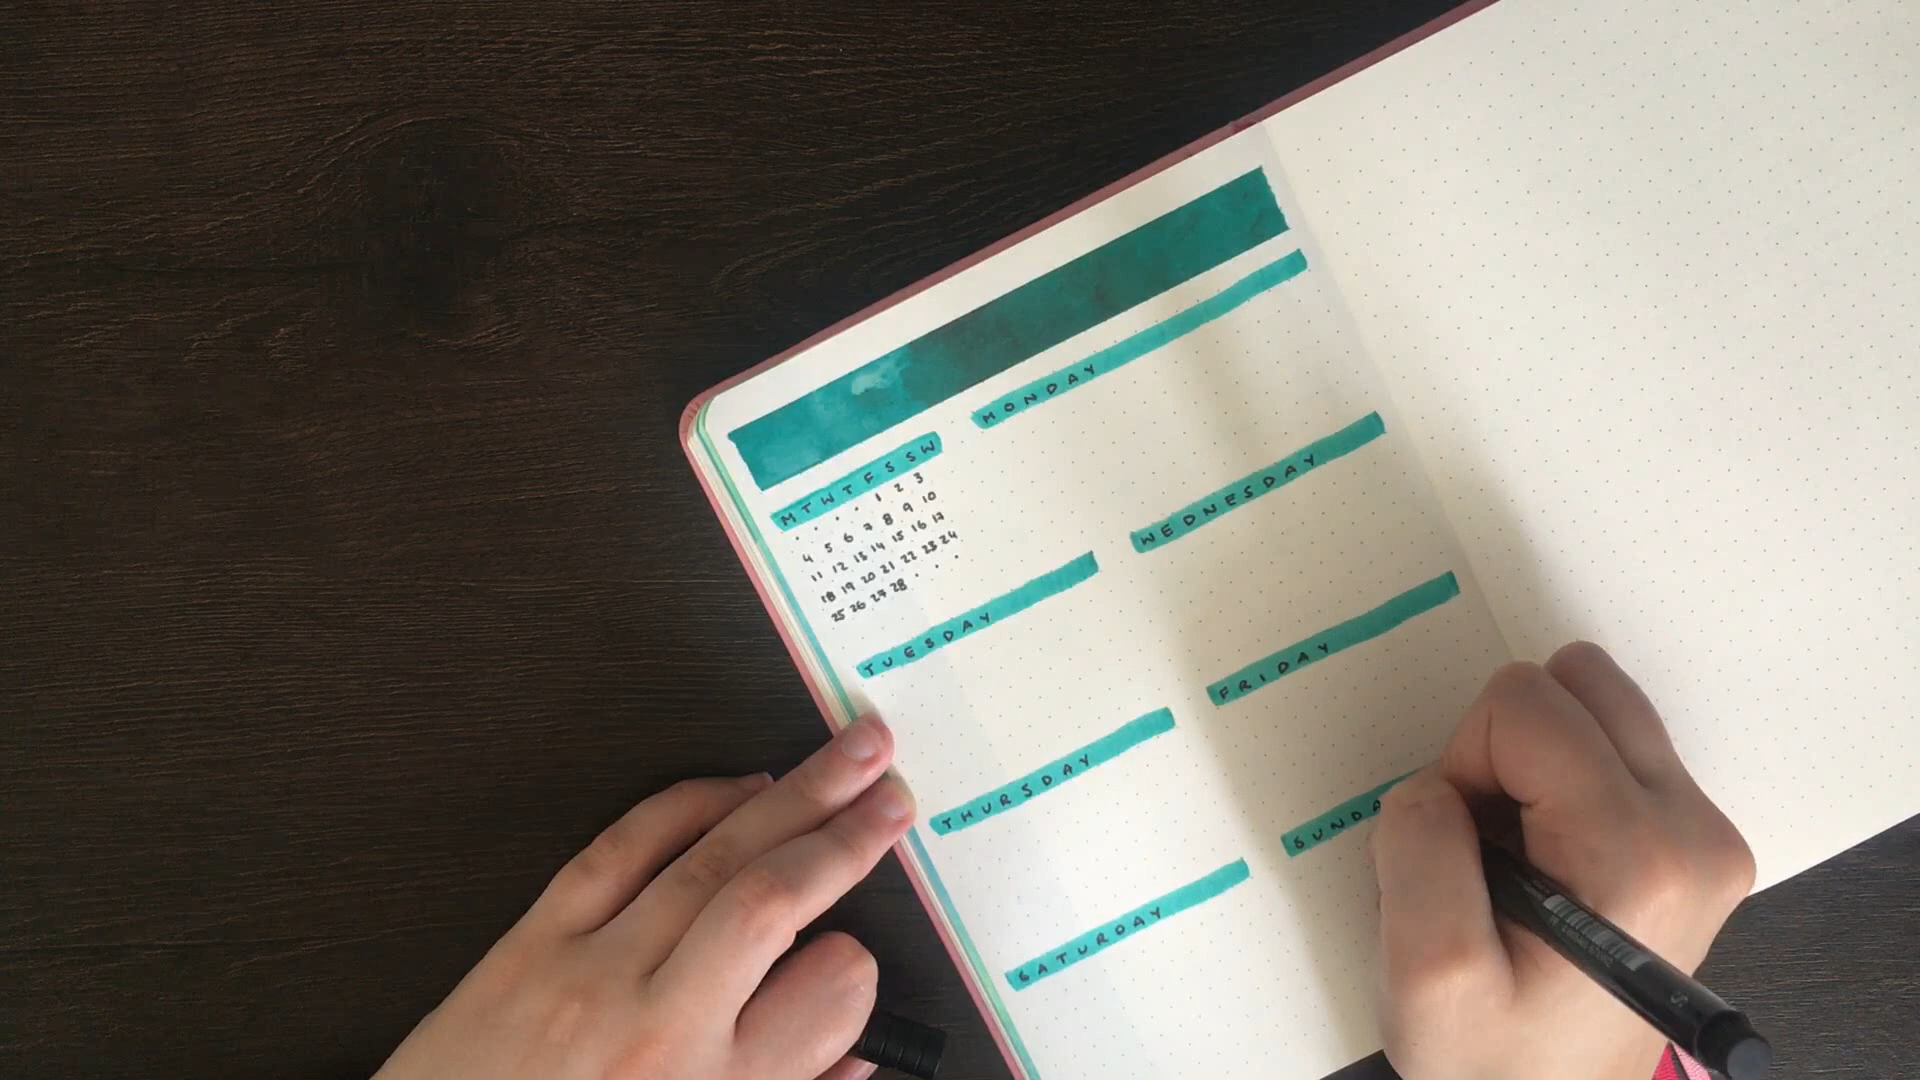 MONDAY
M T W T F S S W
. . . . 1 2 3
4 5 6 7 8 9 10
11 12 13 14 15 16 17
18 19 20 21 22 23 24
25 26 27 28 . . .
WEDNESDAY
TUESDAY
FRIDAY
THURSDAY
SUNDA
SATURDAY
S